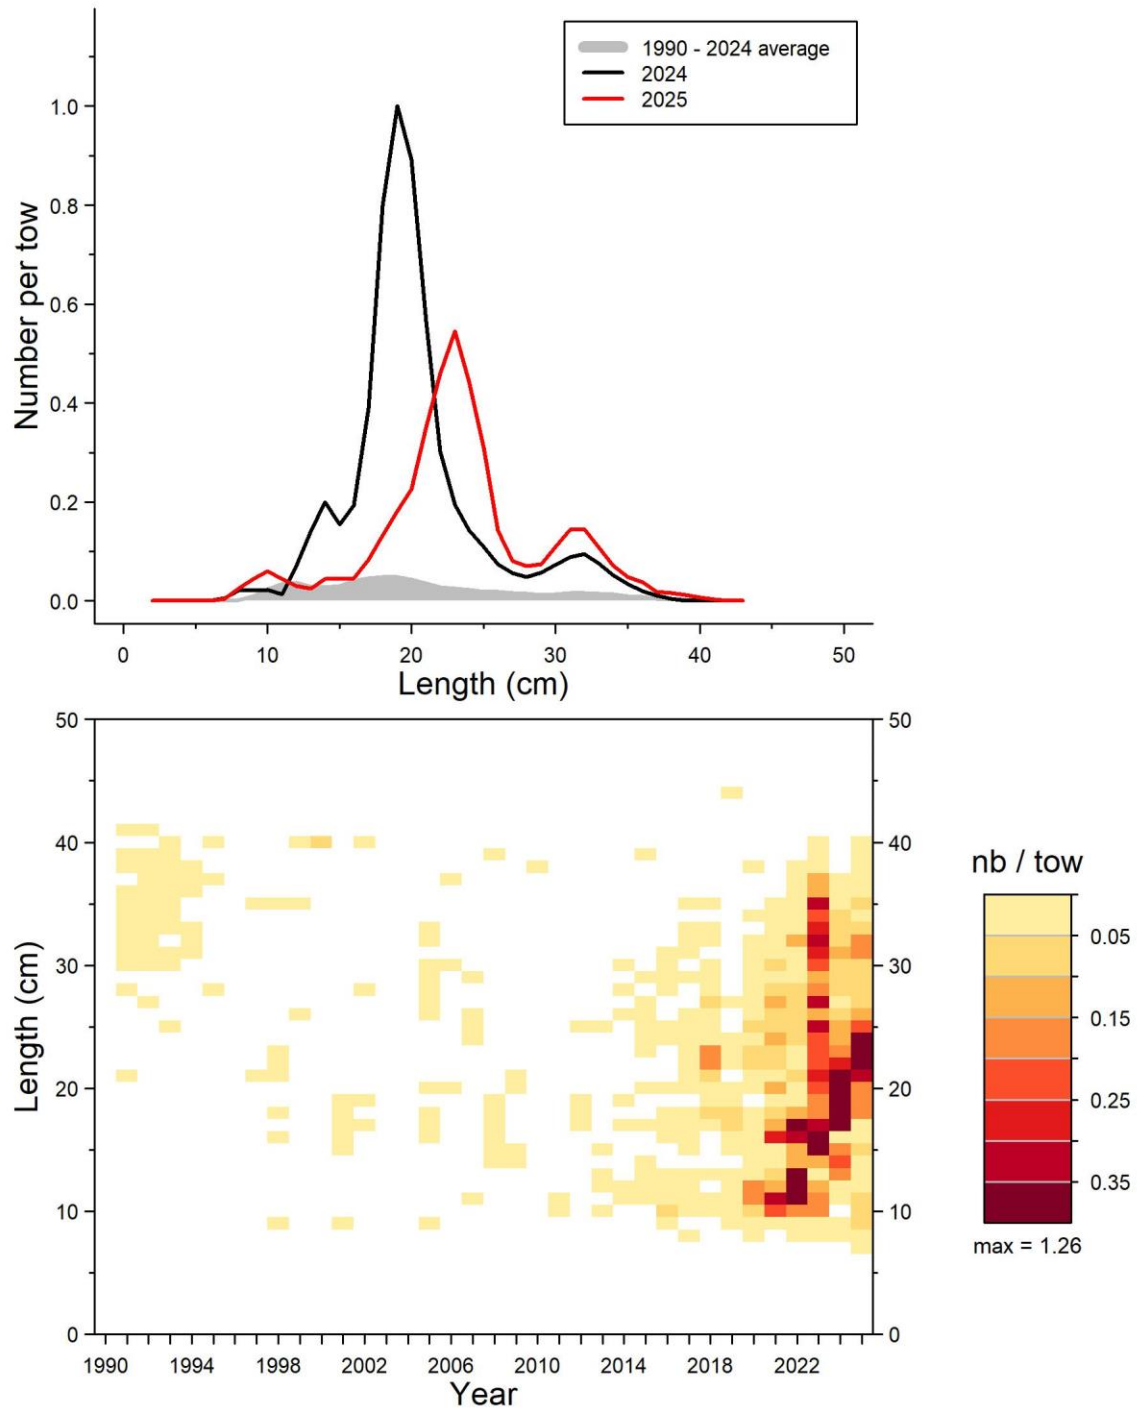 1990 - 2024 average
2024
2025
Number per tow
1.0
0.8
0.6
0.4
0.2
0.0
0 10 20 30 40 50
Length (cm)
50 50
40 40
30 30
20 20
10 10
0 0
Length (cm)
1990 1994 1998 2002 2006 2010 2014 2018 2022
Year
nb / tow
0.05
0.15
0.25
0.35
max = 1.26